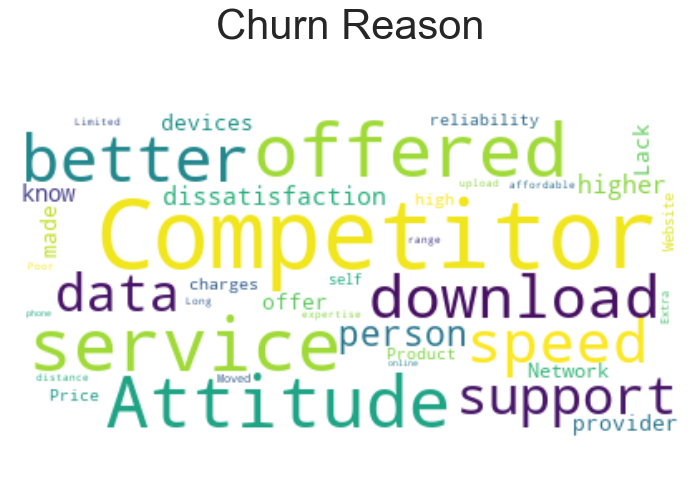 Churn Reason
Limited devices reliability
better offered Lack
know dissatisfaction high upload affordable higher
made Competitor Website
range
Poor
data charges self download
Long offer
phone expertise Extra
service person speed
Product
distance Moved online Network
Price Attitude support
provider